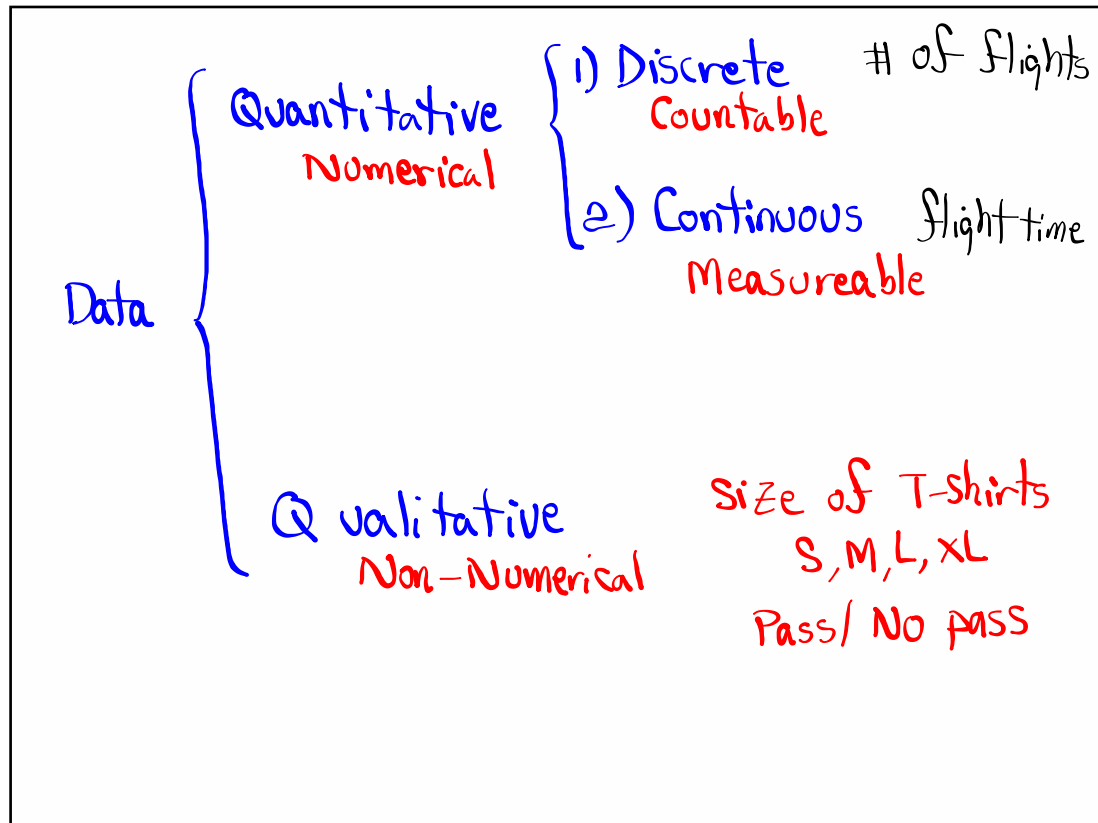 1) Discrete # of flights
Quantitative
Countable
Numerical
2) Continuous flight time
Measureable
Data
Qualitative
Size of T-shirts
Non-Numerical
S, M, L, XL
Pass/ No pass